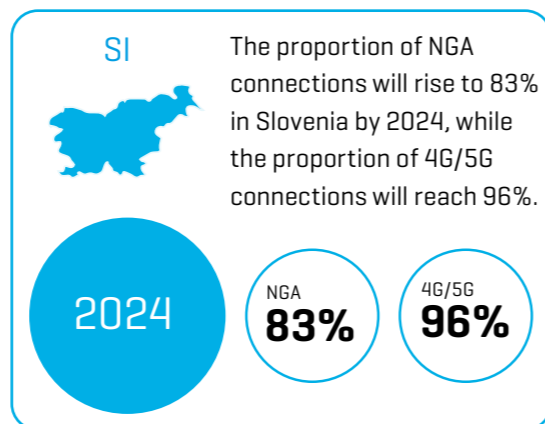 SI
The proportion of NGA
connections will rise to 83%
in Slovenia by 2024, while
the proportion of 4G/5G
connections will reach 96%.
2024
NGA
83%
4G/5G
96%